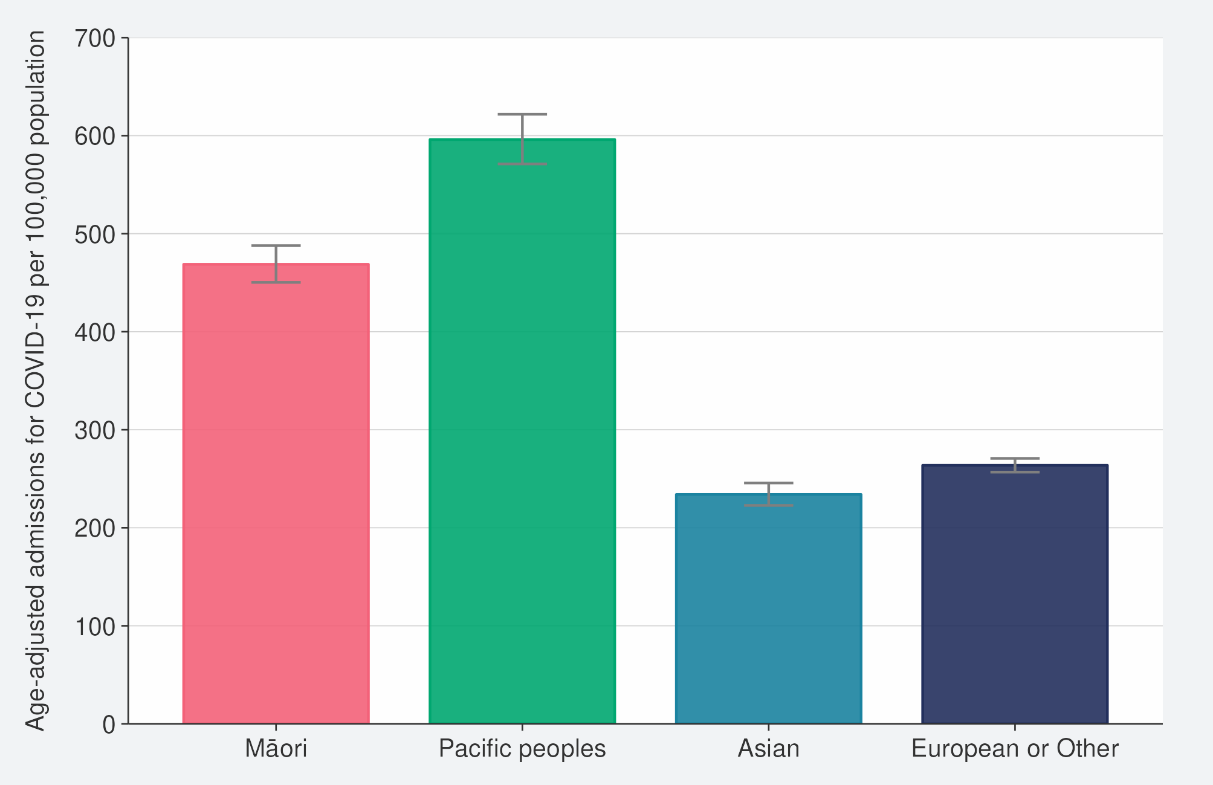 Age-adjusted admissions for COVID-19 per 100,000 population
700
600
500
400
300
200
100
0
Māori
Pacific peoples
Asian
European or Other